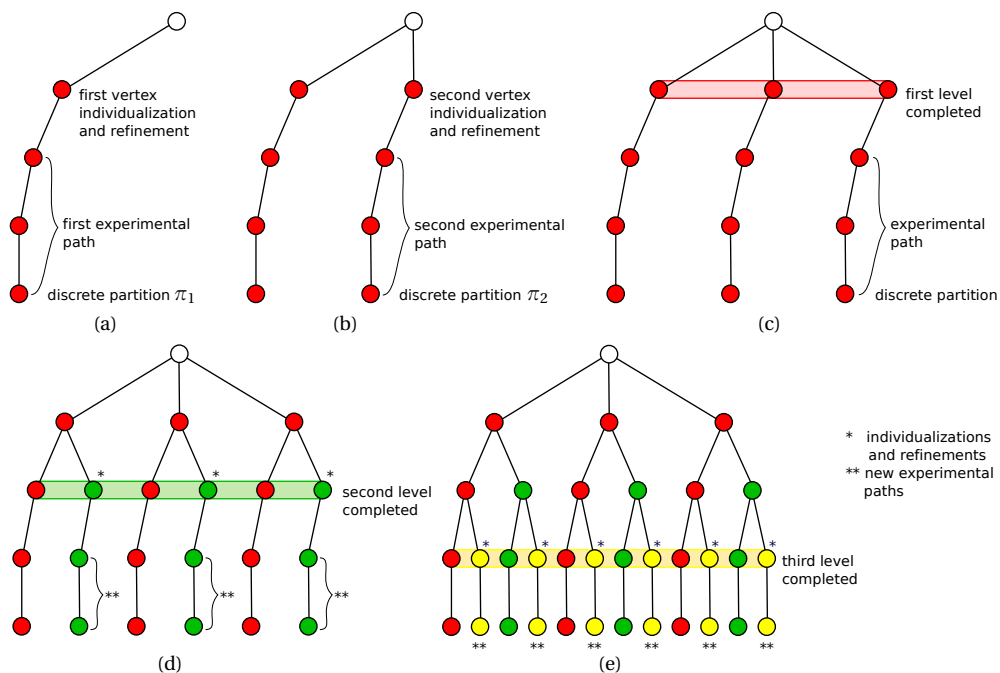 first vertex
individualization
and refinement
first experimental
path
discrete partition π₁
(a)
second vertex
individualization
and refinement
second experimental
path
discrete partition π₂
(b)
first level
completed
experimental
path
discrete partition
(c)
*
*
*
second level
completed
**
**
**
(d)
* individualizations
and refinements
** new experimental
paths
*
*
*
*
*
*
third level
completed
**
**
**
**
**
**
(e)